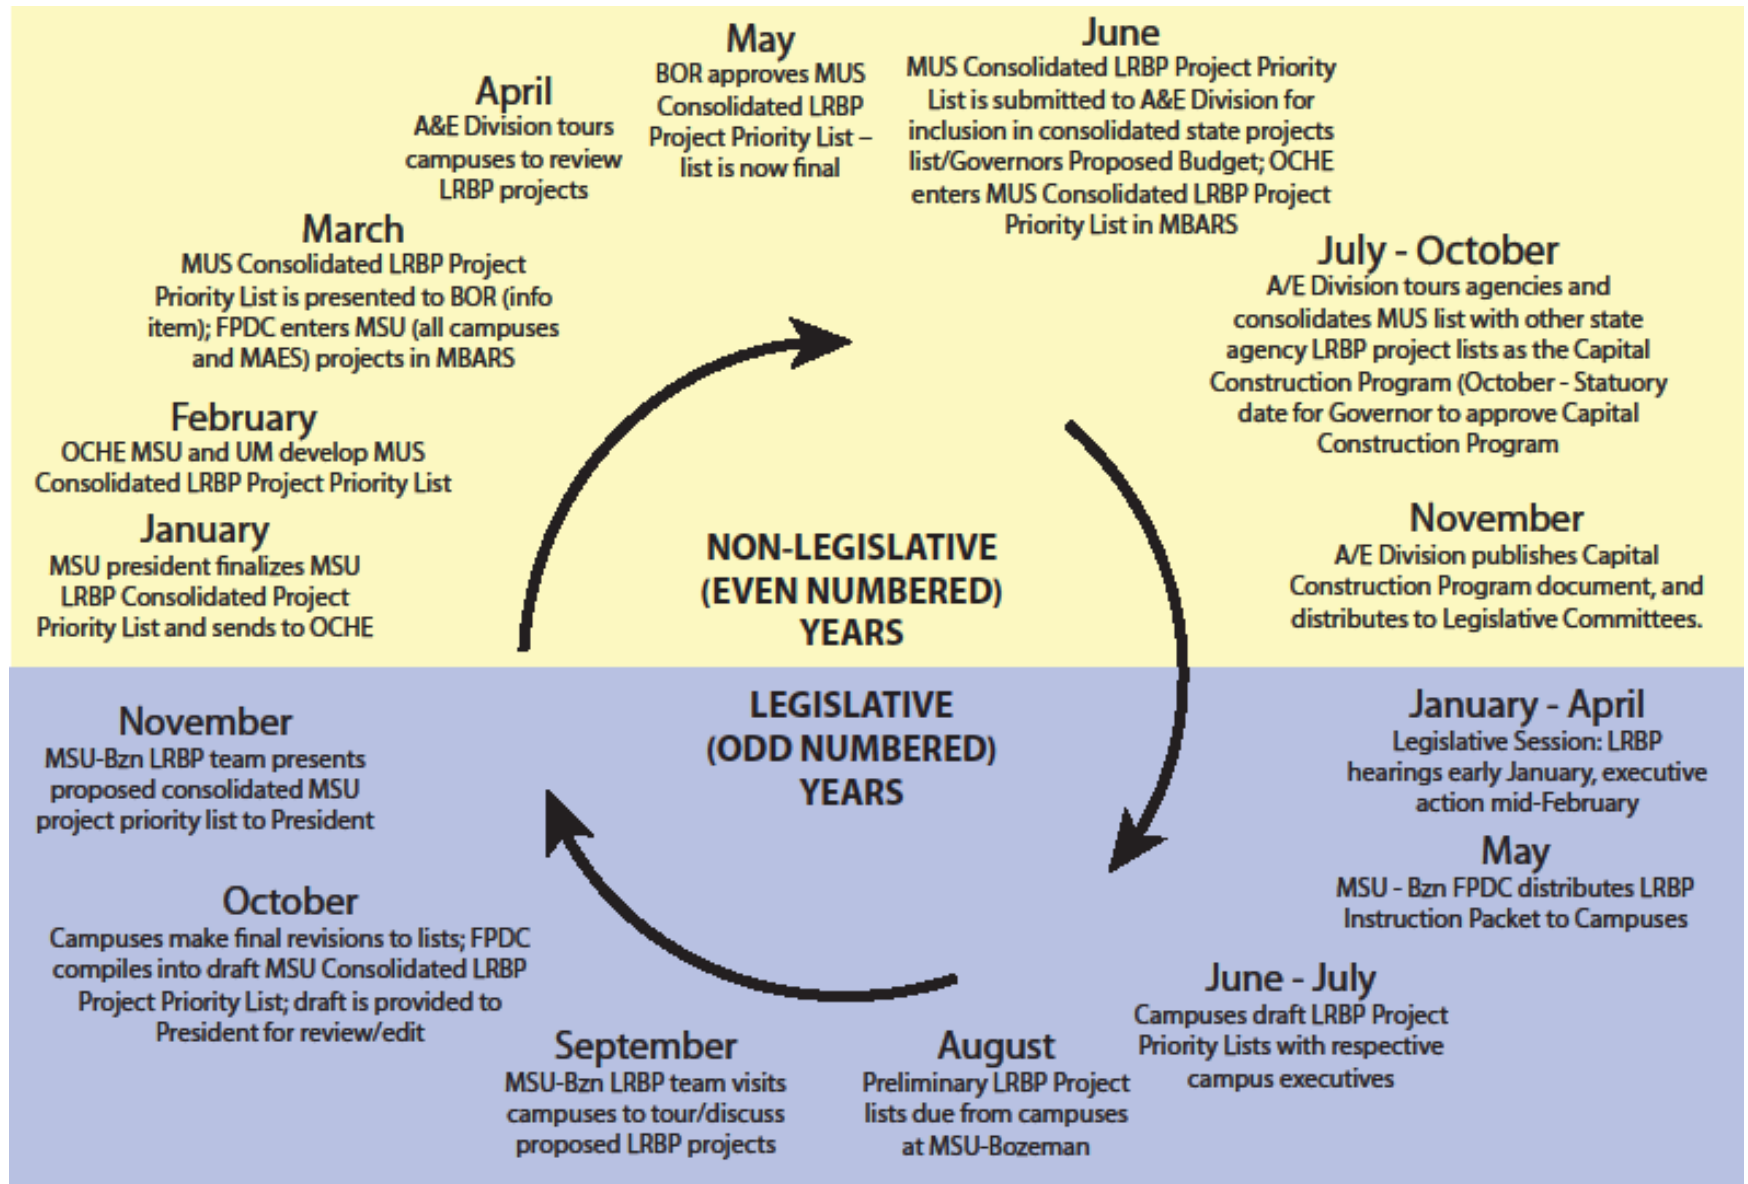 May
BOR approves MUS
Consolidated LRBP
Project Priority List –
list is now final
June
MUS Consolidated LRBP Project Priority
List is submitted to A&E Division for
inclusion in consolidated state projects
list/Governors Proposed Budget; OCHE
enters MUS Consolidated LRBP Project
Priority List in MBARS
April
A&E Division tours
campuses to review
LRBP projects
March
MUS Consolidated LRBP Project
Priority List is presented to BOR (info
item); FPDC enters MSU (all campuses
and MAES) projects in MBARS
July - October
A/E Division tours agencies and
consolidates MUS list with other state
agency LRBP project lists as the Capital
Construction Program (October - Statuory
date for Governor to approve Capital
Construction Program
February
OCHE MSU and UM develop MUS
Consolidated LRBP Project Priority List
January
MSU president finalizes MSU
LRBP Consolidated Project
Priority List and sends to OCHE
NON-LEGISLATIVE
(EVEN NUMBERED)
YEARS
November
A/E Division publishes Capital
Construction Program document, and
distributes to Legislative Committees.
November
MSU-Bzn LRBP team presents
proposed consolidated MSU
project priority list to President
LEGISLATIVE
(ODD NUMBERED)
YEARS
January - April
Legislative Session: LRBP
hearings early January, executive
action mid-February
May
MSU - Bzn FPDC distributes LRBP
Instruction Packet to Campuses
October
Campuses make final revisions to lists; FPDC
compiles into draft MSU Consolidated LRBP
Project Priority List; draft is provided to
President for review/edit
June - July
Campuses draft LRBP Project
Priority Lists with respective
campus executives
September
MSU-Bzn LRBP team visits
campuses to tour/discuss
proposed LRBP projects
August
Preliminary LRBP Project
lists due from campuses
at MSU-Bozeman